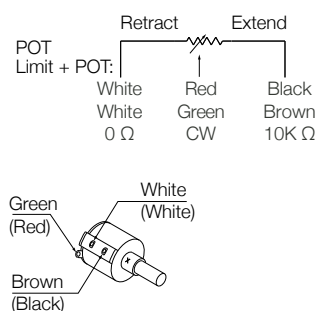 Retract Extend
POT
Limit + POT:
White Red Black
White Green Brown
0 Ω CW 10K Ω
White
(White)
Green
(Red)
Brown
(Black)